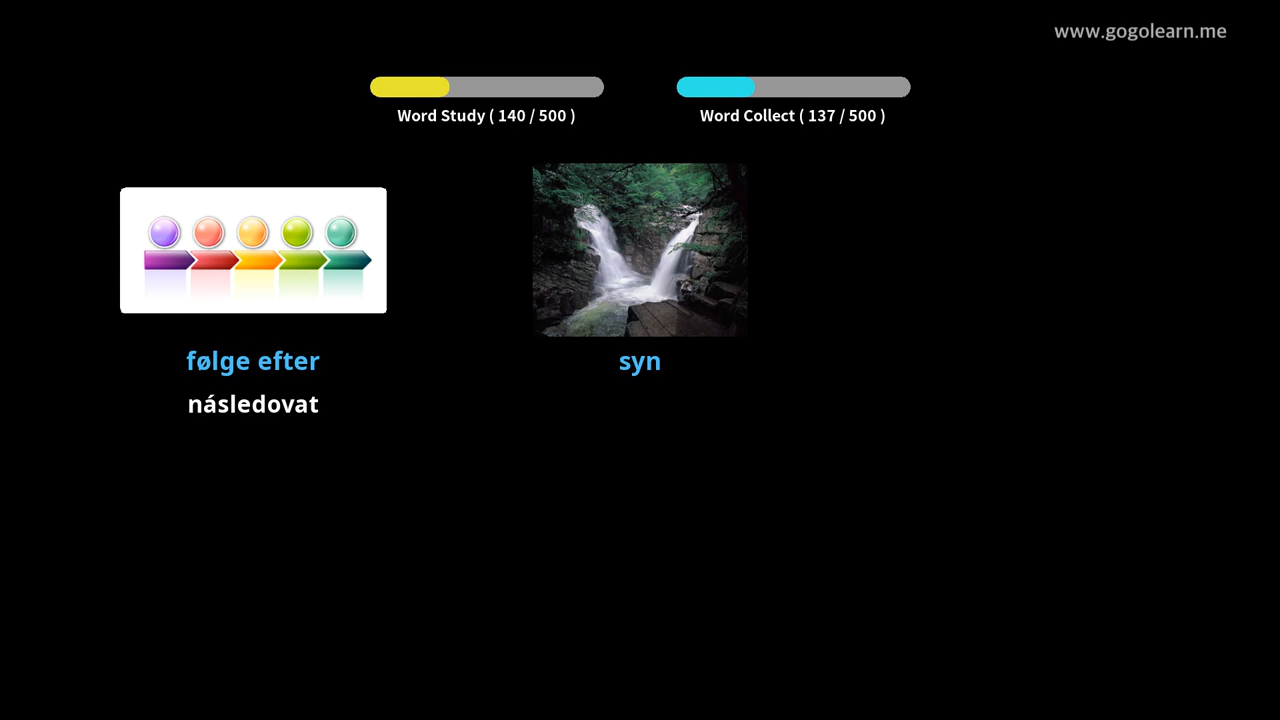 www.gogolearn.me
Word Study ( 140 / 500 )
Word Collect ( 137 / 500 )
følge efter
následovat
syn